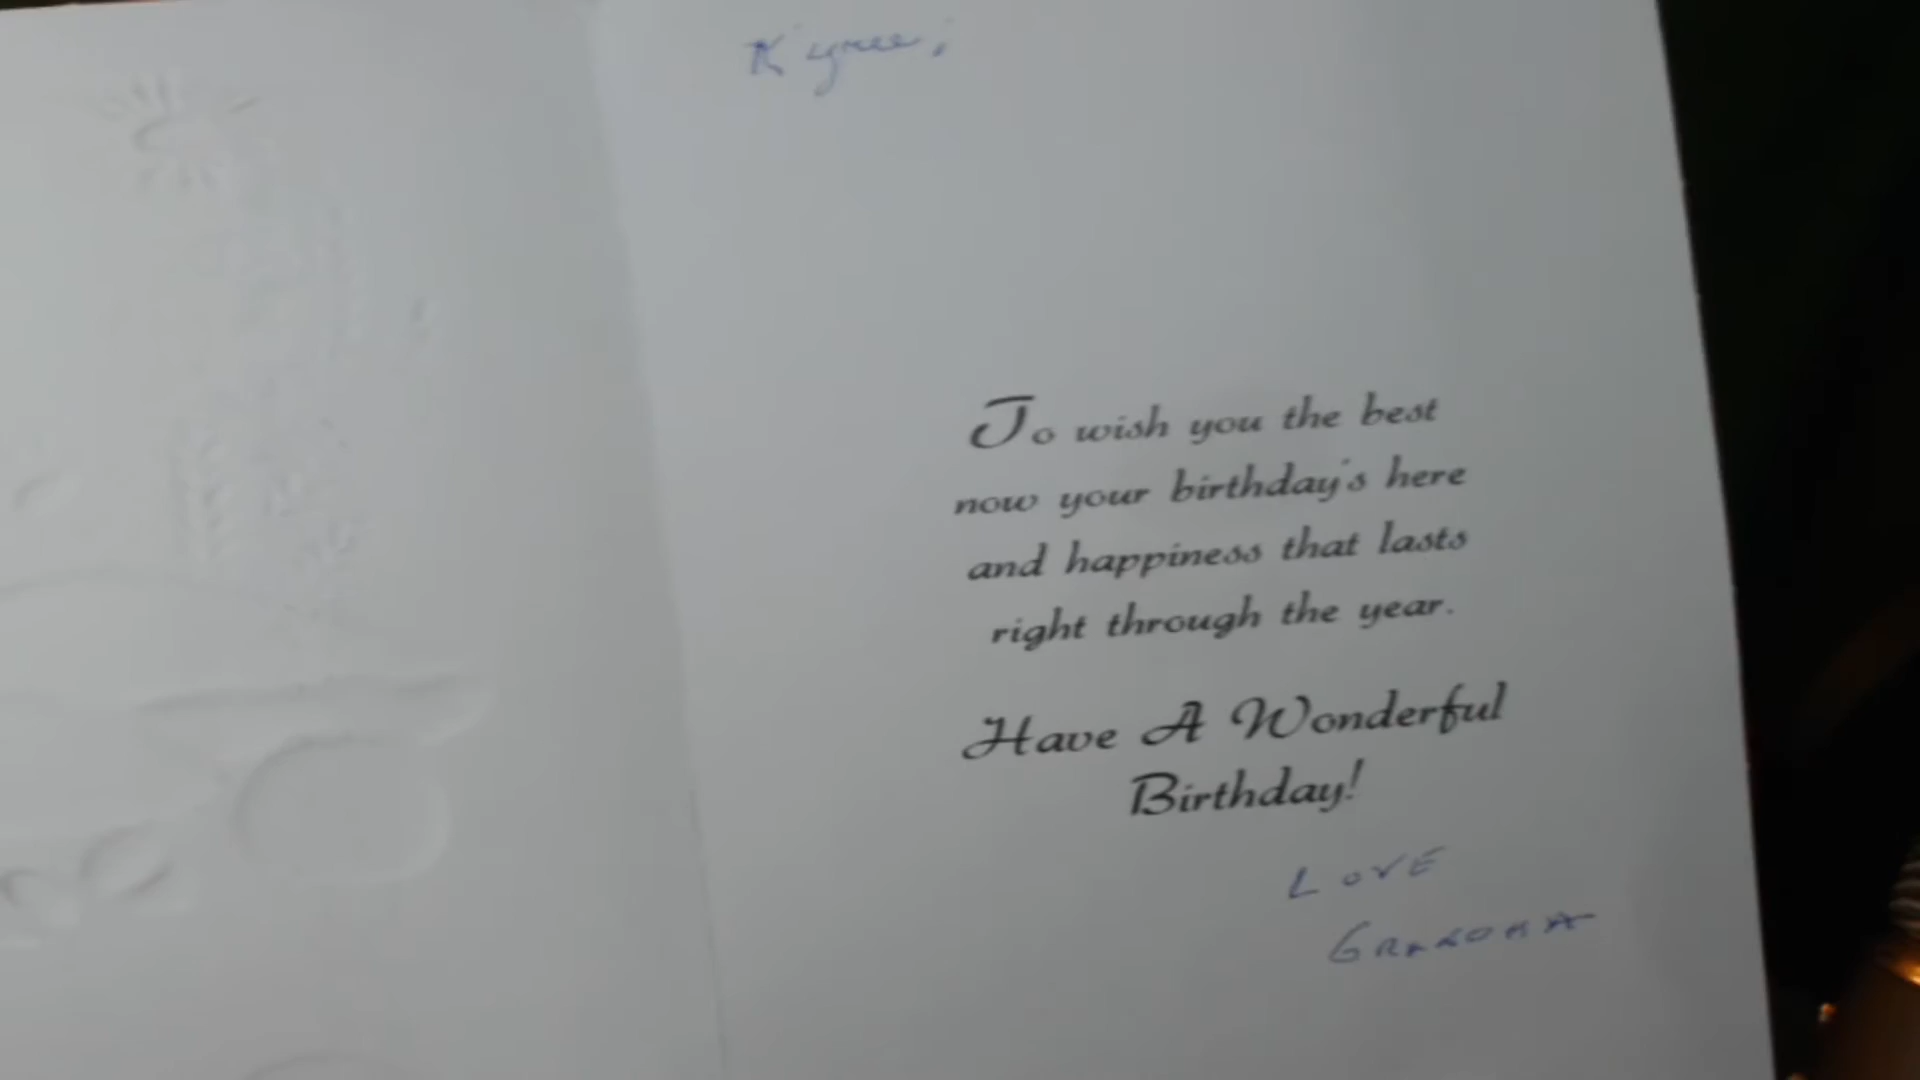 K'yree,
To wish you the best
now your birthday's here
and happiness that lasts
right through the year.
Have A Wonderful
Birthday!
LOVE